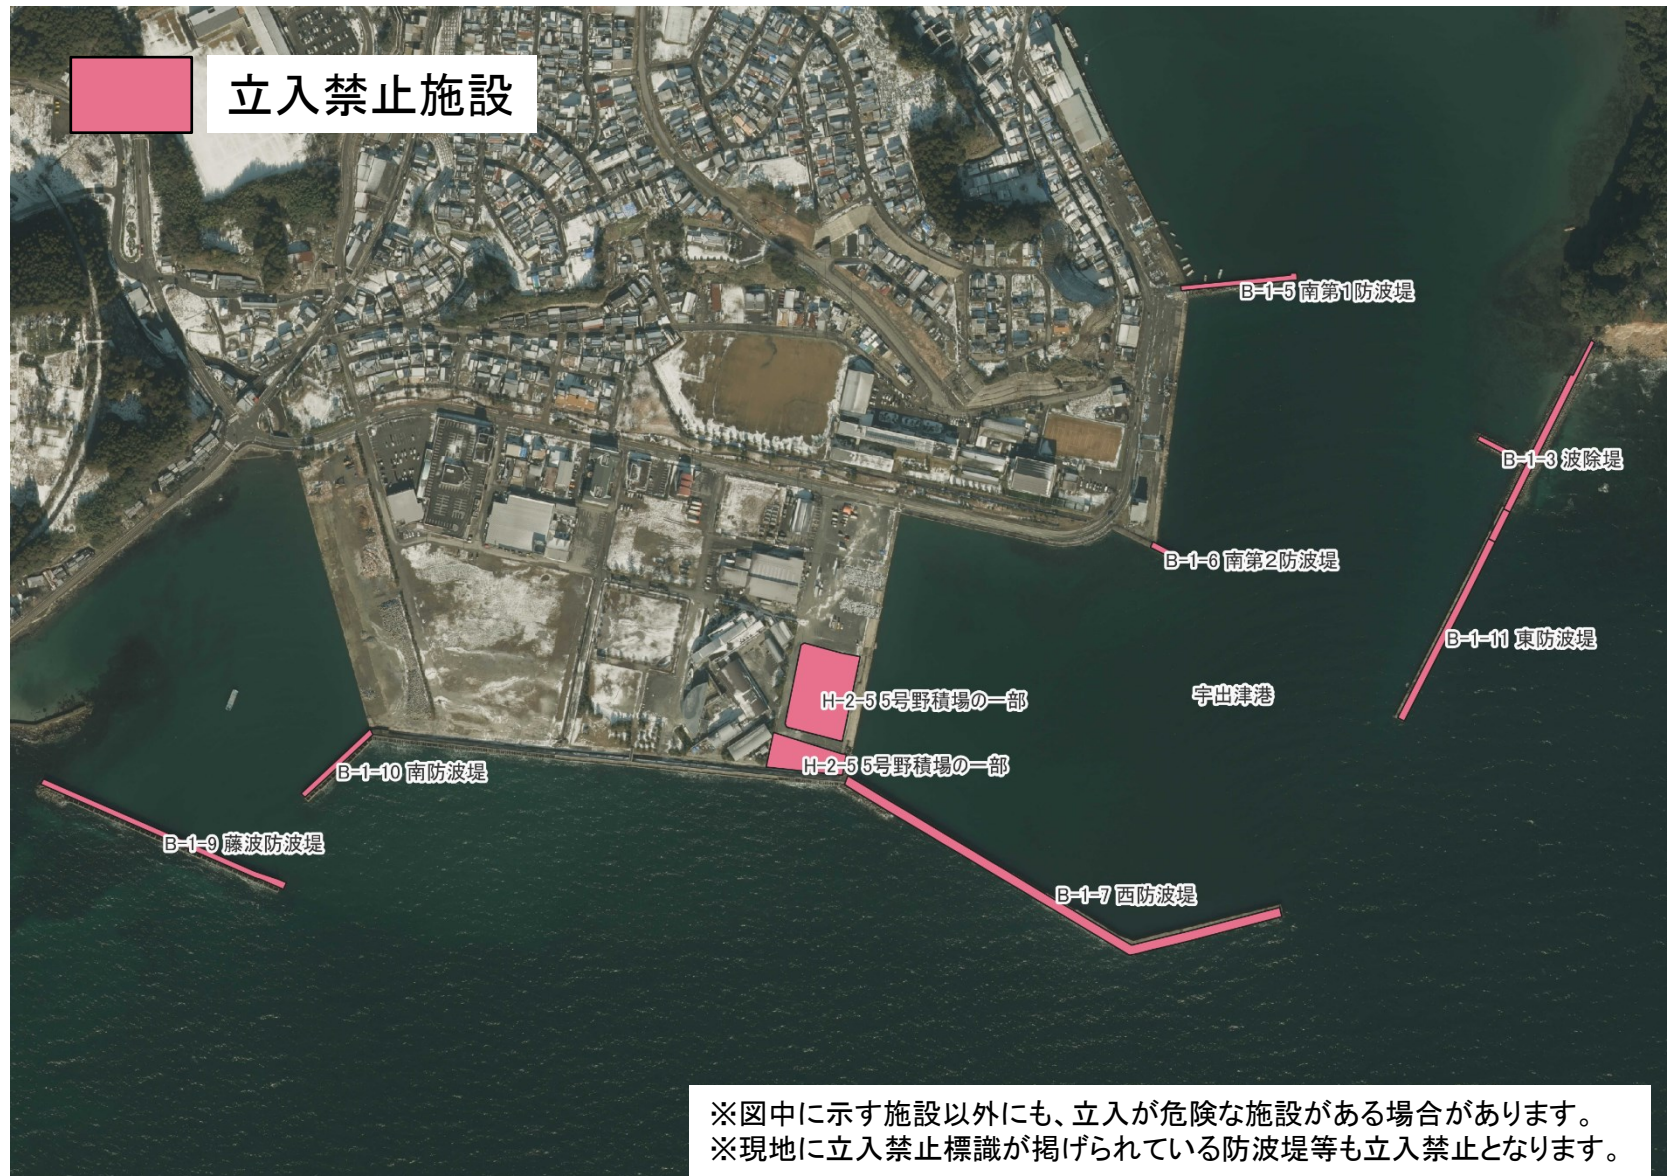 立入禁止施設
B-1-5 南第1防波堤
B-1-3 波除堤
B-1-6 南第2防波堤
B-1-11 東防波堤
宇出津港
H-2-5 5号野積場の一部
H-2-5 5号野積場の一部
B-1-10 南防波堤
B-1-9 藤波防波堤
B-1-7 西防波堤
※図中に示す施設以外にも、立入が危険な施設がある場合があります。
※現地に立入禁止標識が掲げられている防波堤等も立入禁止となります。